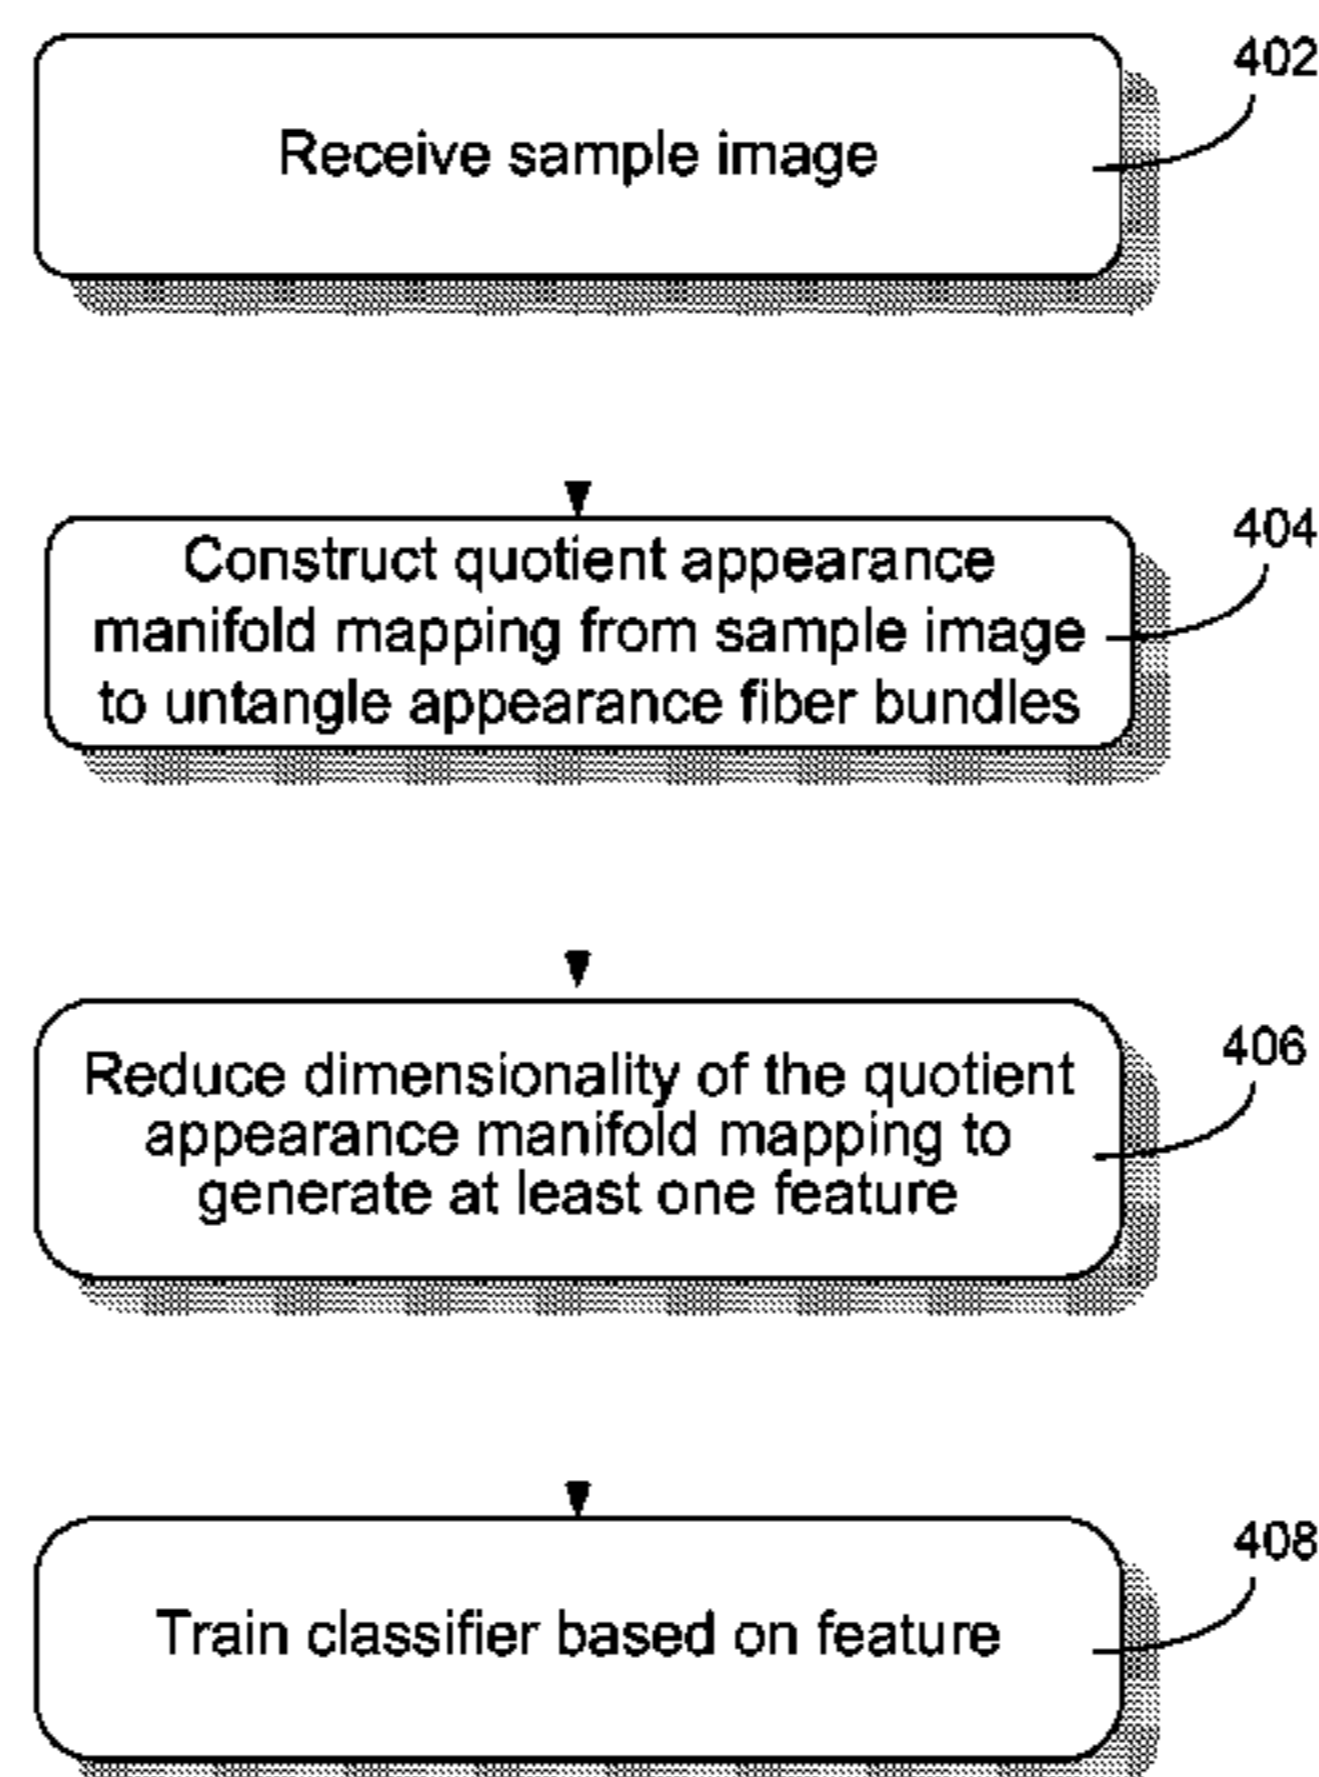 402
Receive sample image
404
Construct quotient appearance
manifold mapping from sample image
to untangle appearance fiber bundles
406
Reduce dimensionality of the quotient
appearance manifold mapping to
generate at least one feature
408
Train classifier based on feature